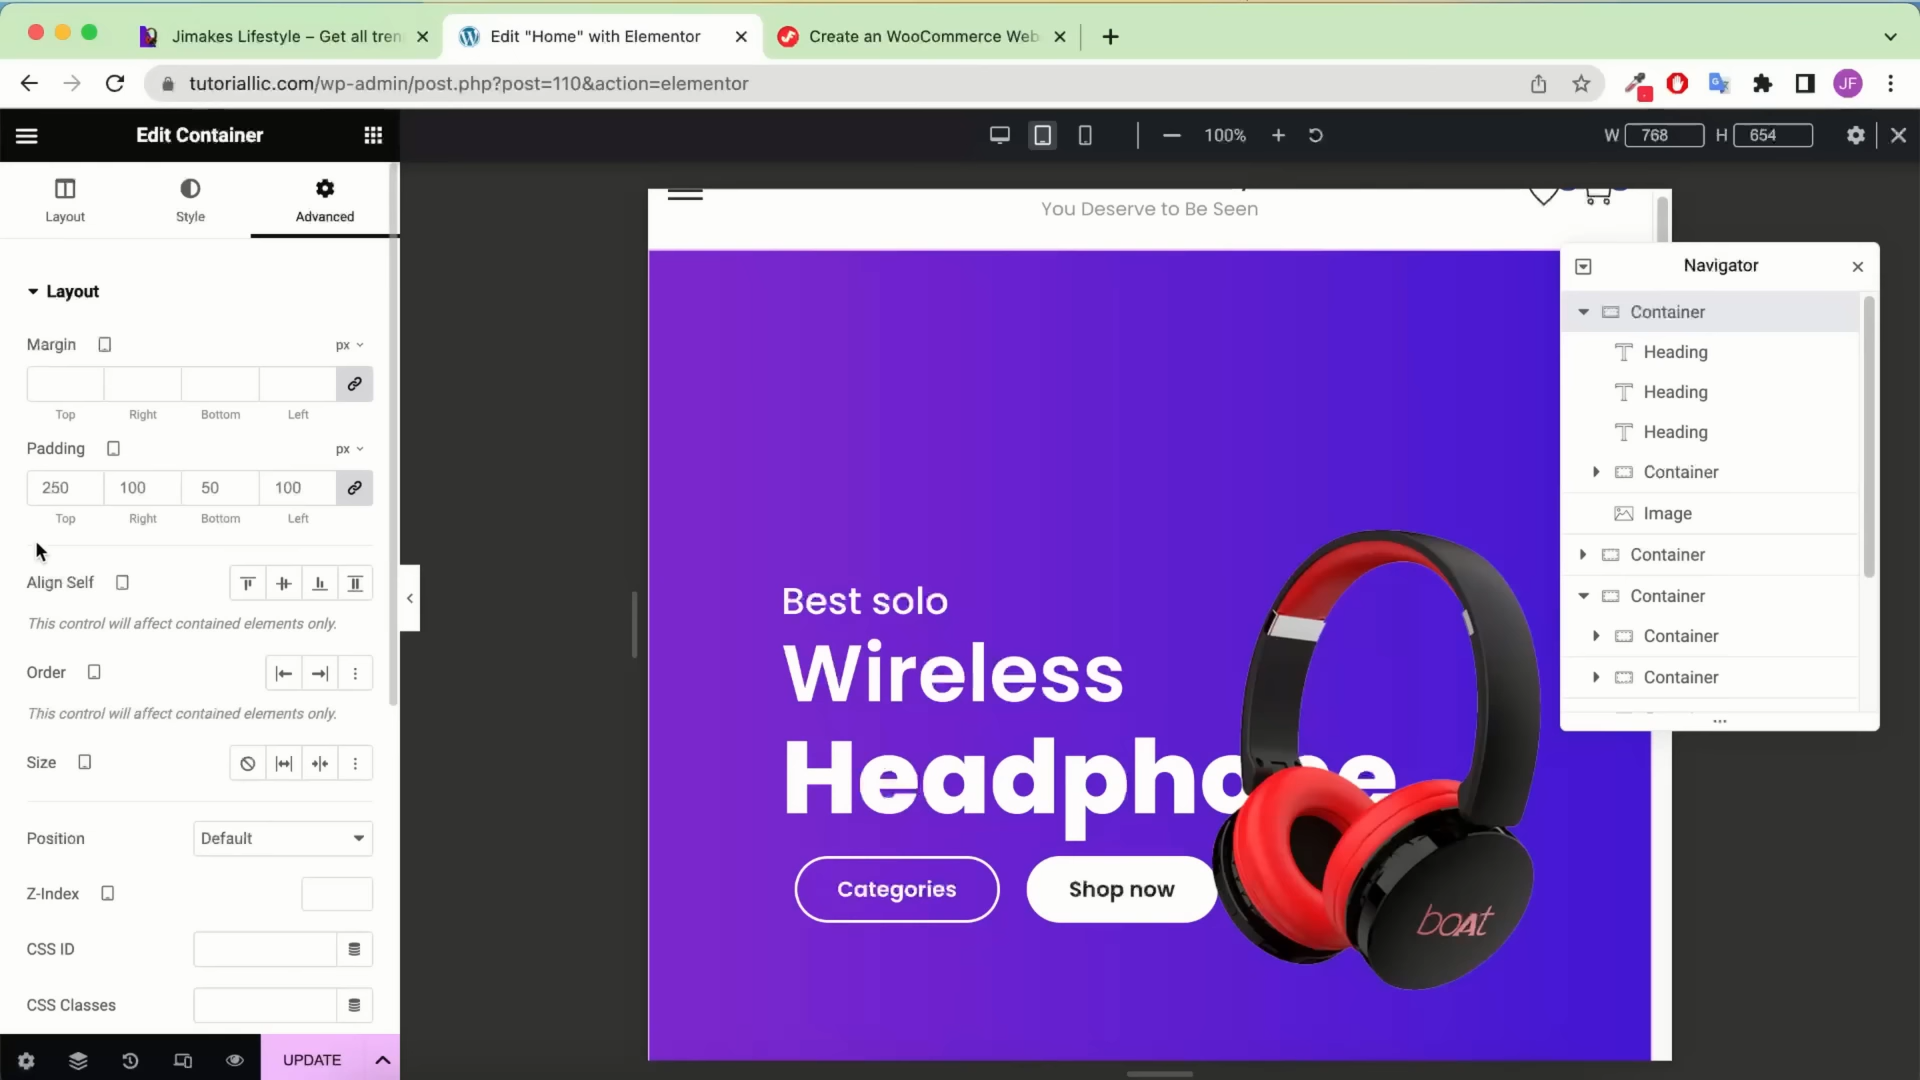 Jimakes Lifestyle – Get all tren
Edit "Home" with Elementor
Create an WooCommerce Web
tutoriallic.com/wp-admin/post.php?post=110&action=elementor
JF
Edit Container
100%
W 768
H 654
Layout
Style
Advanced
You Deserve to Be Seen
Navigator
Layout
Container
Margin
px
Heading
Top
Right
Bottom
Left
Heading
Padding
px
Heading
250
100
50
100
Container
Top
Right
Bottom
Left
Image
Align Self
Container
This control will affect contained elements only.
Container
Order
Container
This control will affect contained elements only.
Container
Size
Best solo
Wireless
Headphone
Position
Default
Z-Index
Categories
Shop now
boAt
CSS ID
CSS Classes
UPDATE